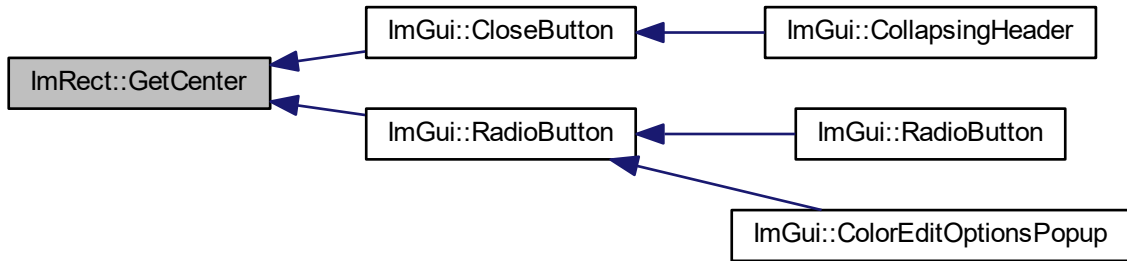 ImGui::CloseButton
ImGui::CollapsingHeader
ImRect::GetCenter
ImGui::RadioButton
ImGui::RadioButton
ImGui::ColorEditOptionsPopup